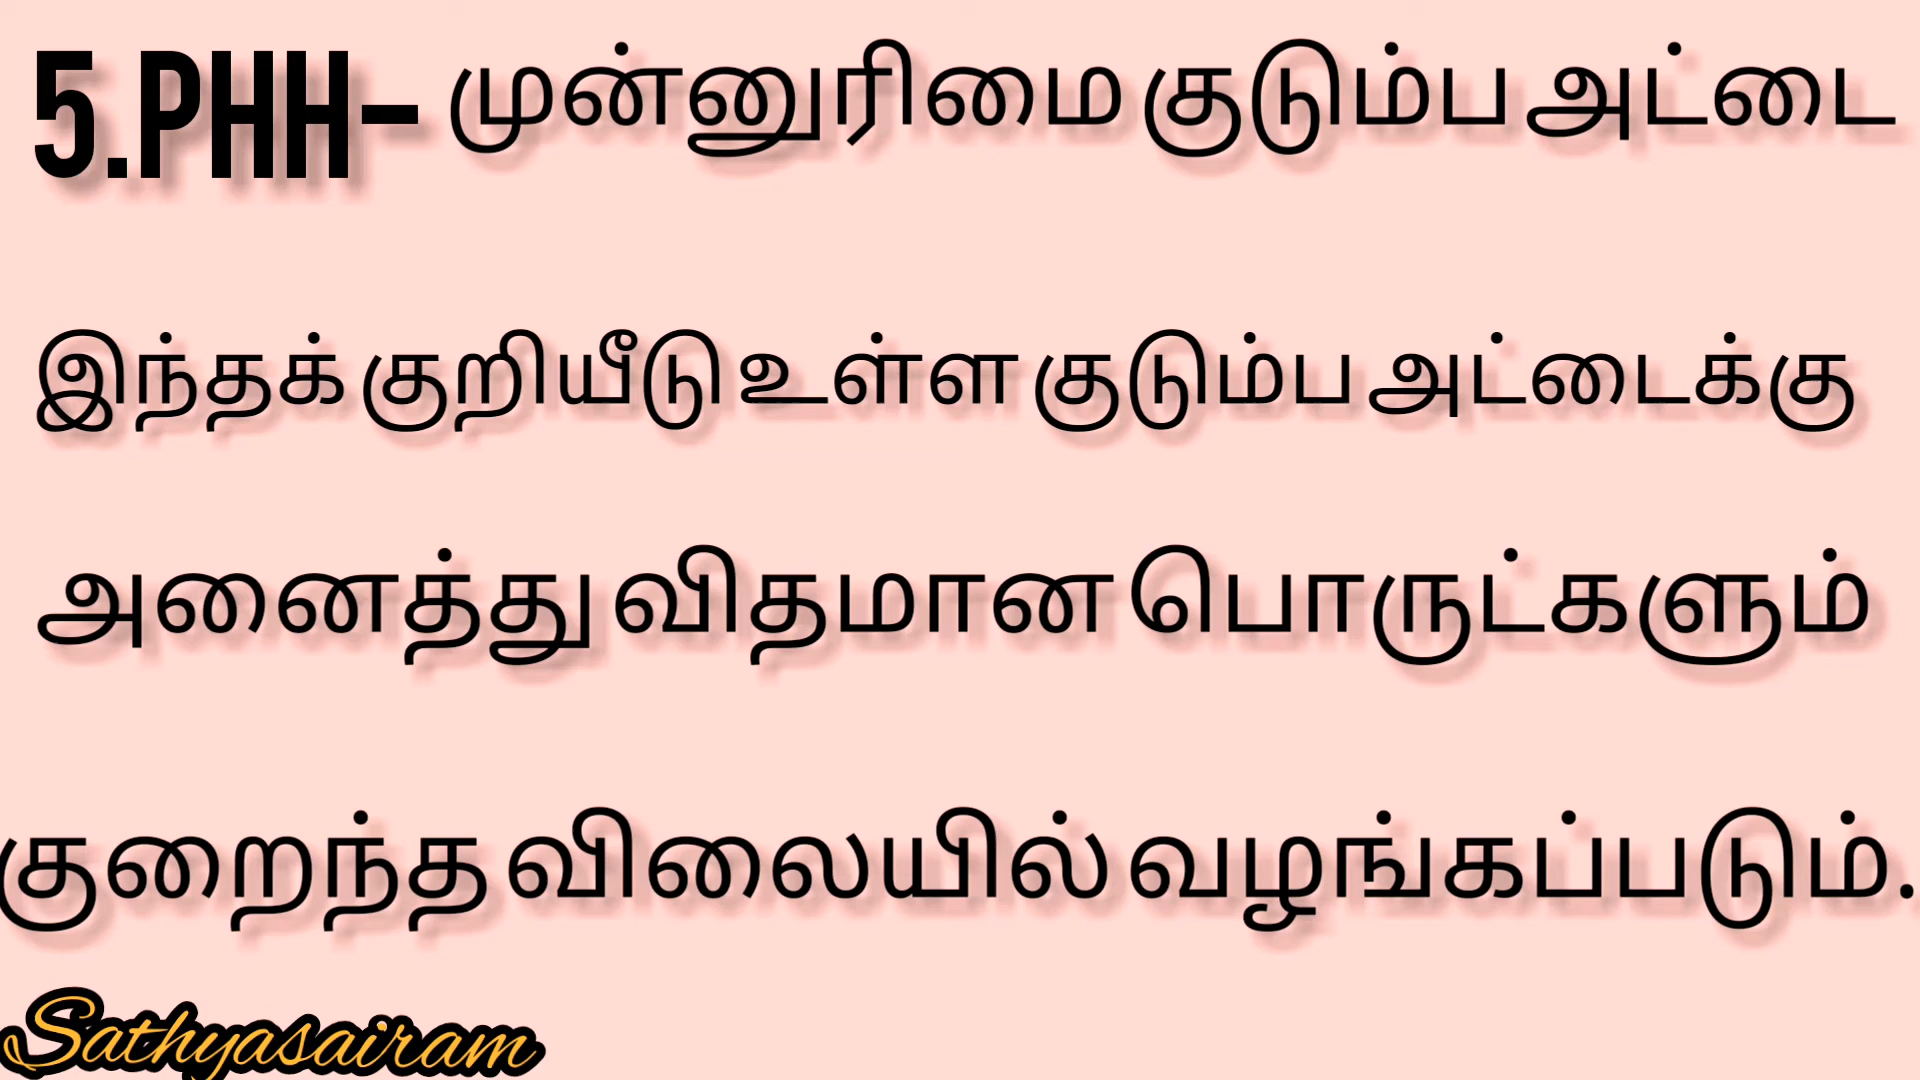 5.PHH- முன்னுரிமை குடும்ப அட்டை
இந்தக் குறியீடு உள்ள குடும்ப அட்டைக்கு
அனைத்து விதமான பொருட்களும்
குறைந்த விலையில் வழங்கப்படும்.
Sathyasairam